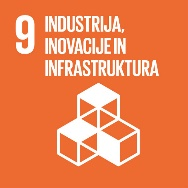 9 INDUSTRIJA,
INOVACIJE IN
INFRASTRUKTURA